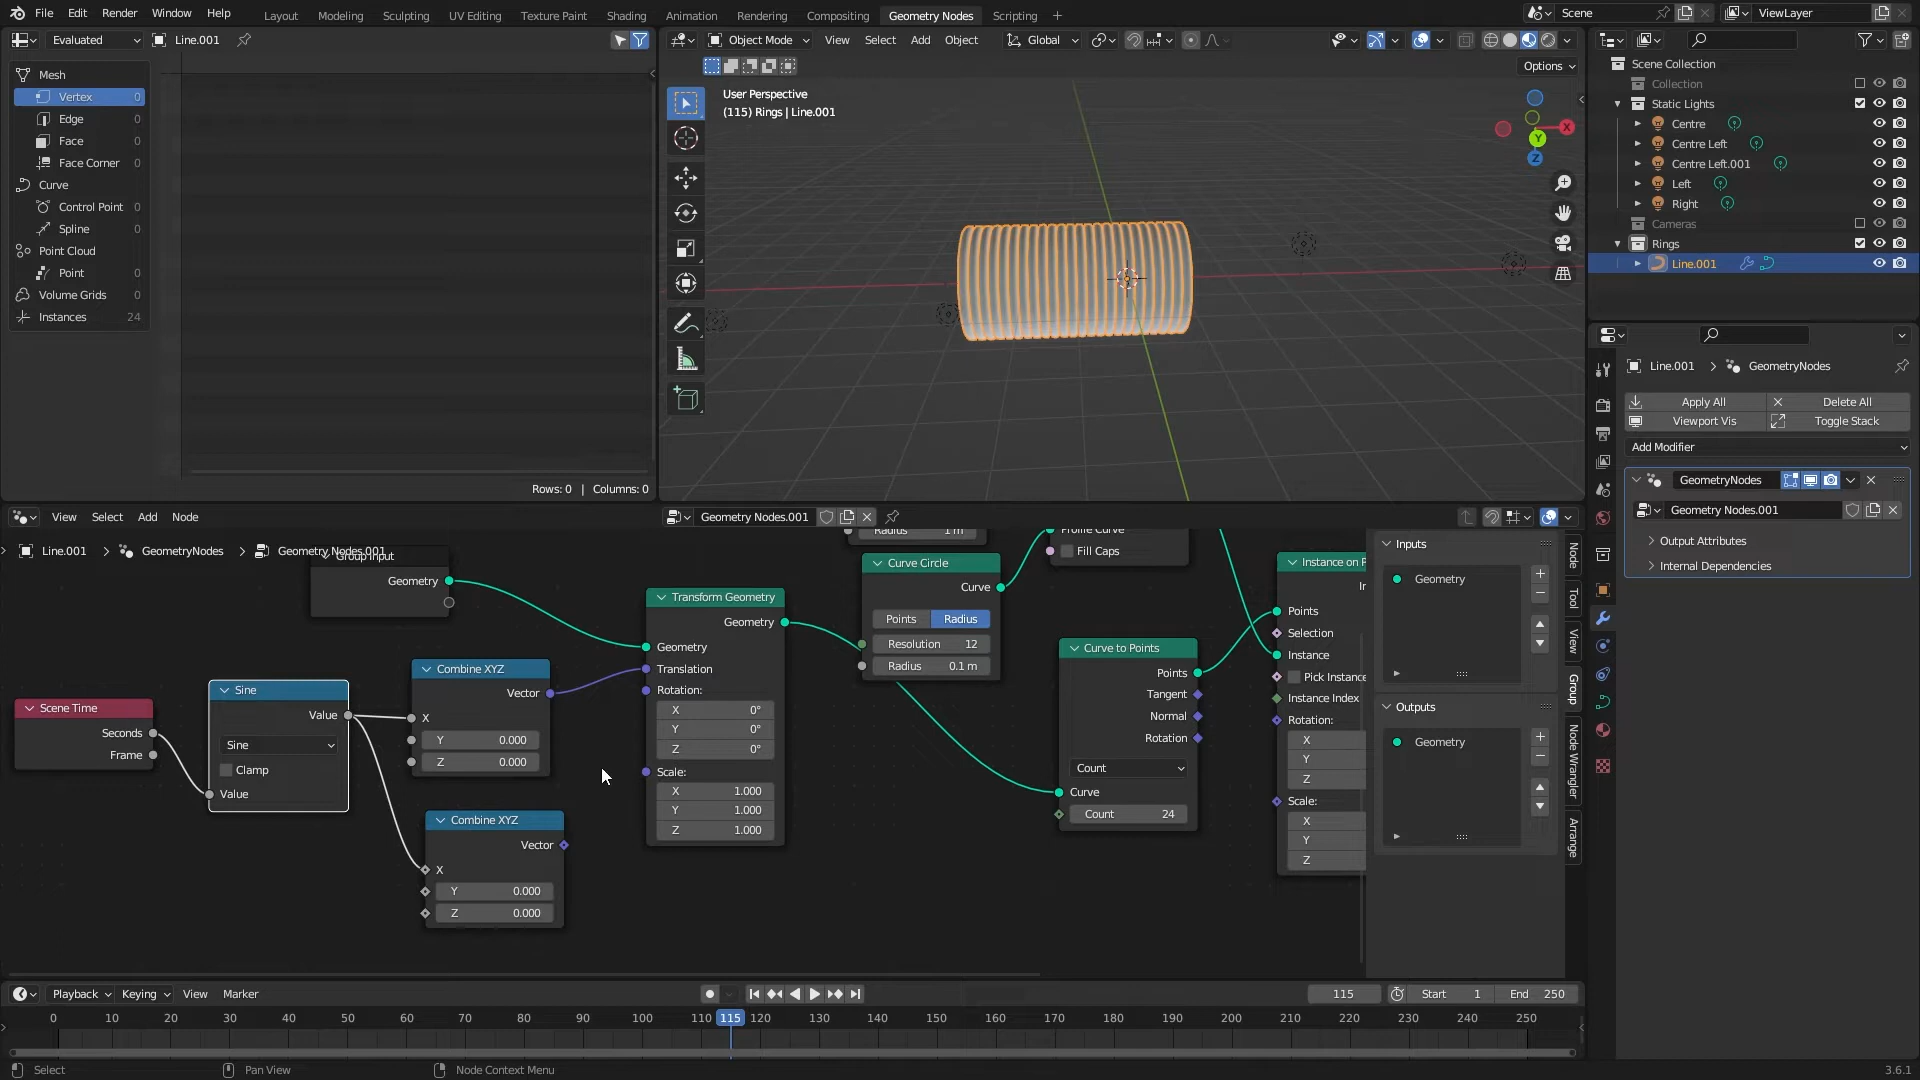 File Edit Render Window Help Layout Modeling Sculpting UV Editing Texture Paint Shading Animation Rendering Compositing Geometry Nodes Scripting Scene ViewLayer
Evaluated Line.001
Mesh
Vertex 0
Edge 0
Face 0
Face Corner 0
Curve
Control Point 0
Spline 0
Point Cloud
Point 0
Volume Grids
Instances 24
Rows: 0 | Columns: 0
Object Mode View Select Add Object Global
Options
User Perspective
(115) Rings | Line.001
X
Y
Z
Scene Collection
Collection
Static Lights
Centre
Centre Left
Centre Left.001
Left
Right
Cameras
Rings
Line.001
Line.001 GeometryNodes
Apply All Delete All
Viewport Vis Toggle Stack
Add Modifier
GeometryNodes
Geometry Nodes.001
Output Attributes
Internal Dependencies
View Select Add Node Geometry Nodes.001
Line.001 GeometryNodes Geometry Nodes.001
Group Input
Geometry
Scene Time
Seconds
Frame
Sine
Value
Sine
Clamp
Value
Combine XYZ
Vector
X
Y 0.000
Z 0.000
Combine XYZ
Vector
X
Y 0.000
Z 0.000
Transform Geometry
Geometry
Geometry
Translation
Rotation:
X 0°
Y 0°
Z 0°
Scale:
X 1.000
Y 1.000
Z 1.000
Radius 1 m
Curve Circle
Curve
Points Radius
Resolution 12
Radius 0.1 m
Profile Curve
Fill Caps
Curve to Points
Points
Tangent
Normal
Rotation
Count
Curve
Count 24
Instance on P
Points
Selection
Instance
Pick Instance
Instance Index
Rotation:
X
Y
Z
Scale:
X
Y
Z
Inputs
Geometry
Outputs
Geometry
Node
Tool
View
Group
Node Wrangler
Arrange
Playback Keying View Marker 115 Start 1 End 250
0 10 20 30 40 50 60 70 80 90 100 110 115 120 130 140 150 160 170 180 190 200 210 220 230 240 250
Select Pan View Node Context Menu 3.6.1